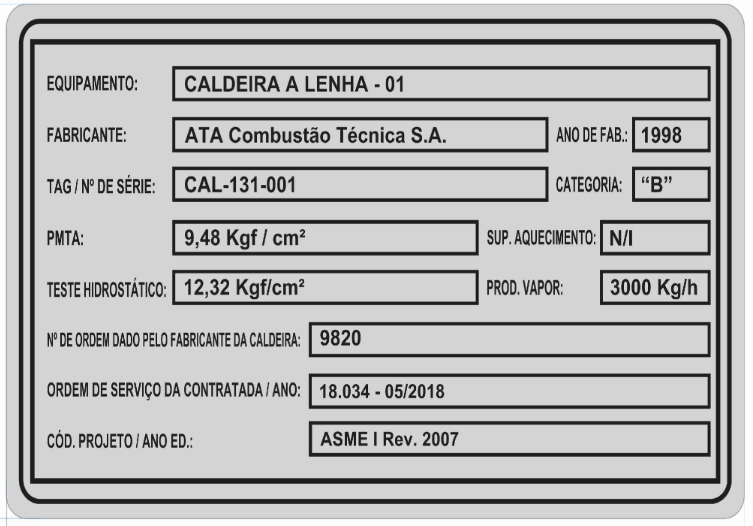 EQUIPAMENTO: CALDEIRA A LENHA - 01
FABRICANTE: ATA Combustão Técnica S.A. ANO DE FAB.: 1998
TAG / Nº DE SÉRIE: CAL-131-001 CATEGORIA: “B”
PMTA: 9,48 Kgf / cm² SUP. AQUECIMENTO: N/I
TESTE HIDROSTÁTICO: 12,32 Kgf/cm² PROD. VAPOR: 3000 Kg/h
Nº DE ORDEM DADO PELO FABRICANTE DA CALDEIRA: 9820
ORDEM DE SERVIÇO DA CONTRATADA / ANO: 18.034 - 05/2018
CÓD. PROJETO / ANO ED.: ASME I Rev. 2007